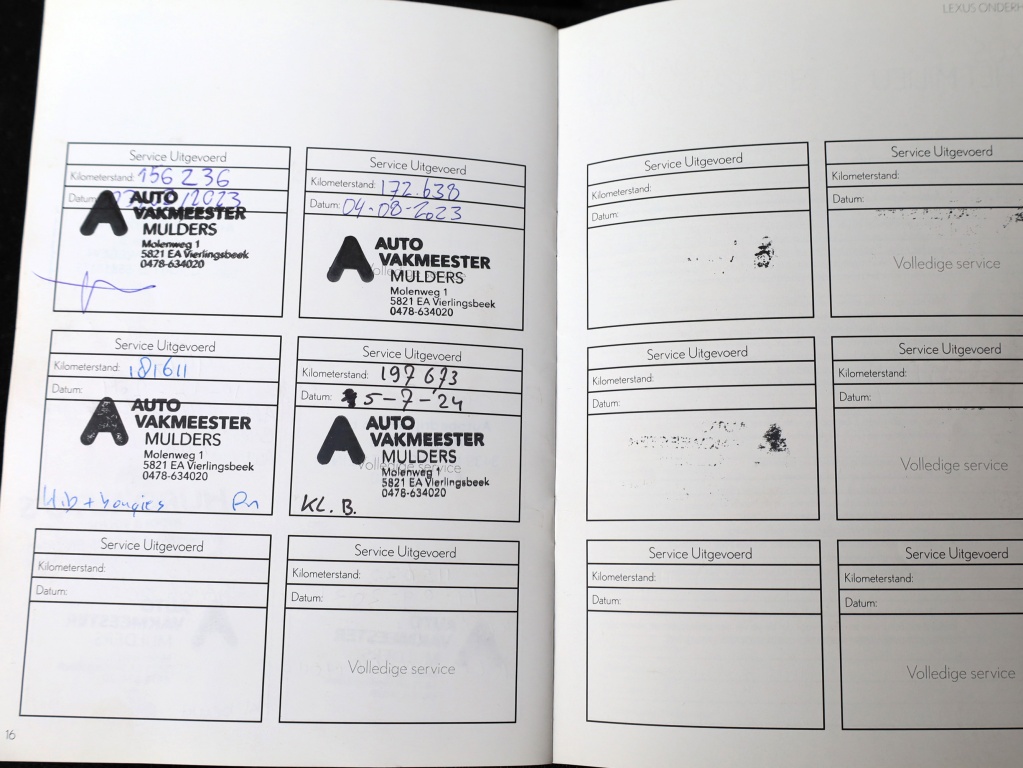 LEXUS ONDERH
Service Uitgevoerd
Kilometerstand: 156 236
Datum: /2023
AUTO
VAKMEESTER
MULDERS
Molenweg 1
5821 EA Vierlingsbeek
0478-634020
Service Uitgevoerd
Kilometerstand: 172.638
Datum: 04-08-2023
AUTO
VAKMEESTER
MULDERS
Molenweg 1
5821 EA Vierlingsbeek
0478-634020
Service Uitgevoerd
Kilometerstand:
Datum:
Service Uitgevoerd
Kilometerstand:
Datum:
Volledige service
Service Uitgevoerd
Kilometerstand: 181611
Datum:
AUTO
VAKMEESTER
MULDERS
Molenweg 1
5821 EA Vierlingsbeek
0478-634020
Service Uitgevoerd
Kilometerstand: 197 673
Datum: 5-7-'24
AUTO
VAKMEESTER
MULDERS
Volledige service
Molenweg 1
5821 EA Vierlingsbeek
0478-634020
KL. B.
Service Uitgevoerd
Kilometerstand:
Datum:
Service Uitgevoerd
Kilometerstand:
Datum:
Volledige service
Service Uitgevoerd
Kilometerstand:
Datum:
Service Uitgevoerd
Kilometerstand:
Datum:
Volledige service
Service Uitgevoerd
Kilometerstand:
Datum:
Service Uitgevoerd
Kilometerstand:
Datum:
Volledige service
16